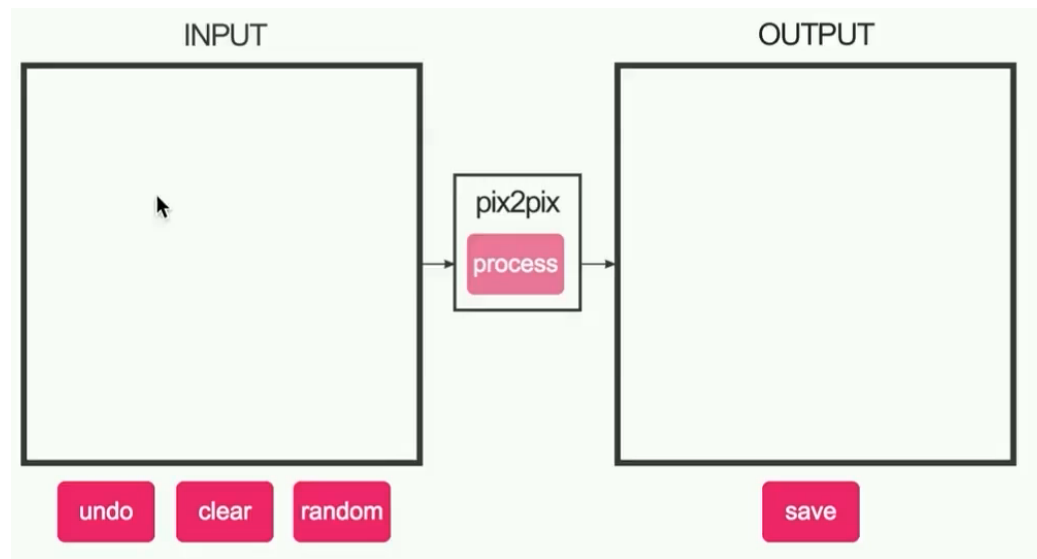 INPUT
OUTPUT
pix2pix
process
undo
clear
random
save